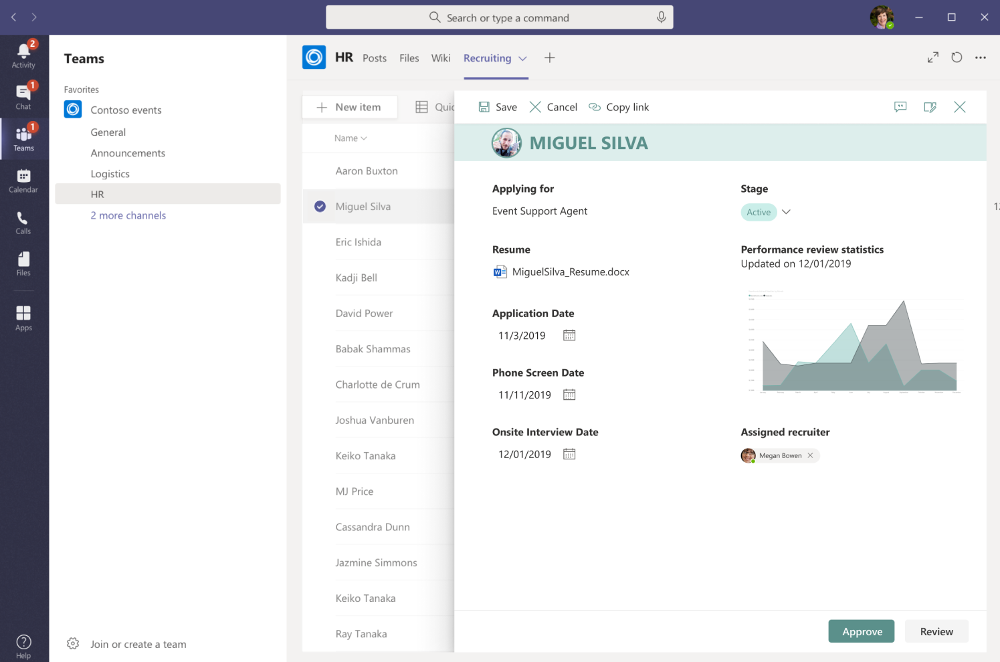 Search or type a command
2
Activity
1
Chat
1
Teams
Calendar
Calls
Files
Apps
Help
Teams
Favorites
Contoso events
General
Announcements
Logistics
HR
2 more channels
Join or create a team
HR Posts Files Wiki Recruiting
New item
Name
Aaron Buxton
Miguel Silva
Eric Ishida
Kadji Bell
David Power
Babak Shammas
Charlotte de Crum
Joshua Vanburen
Keiko Tanaka
MJ Price
Cassandra Dunn
Jazmine Simmons
Keiko Tanaka
Ray Tanaka
Save Cancel Copy link
MIGUEL SILVA
Applying for
Event Support Agent
Resume
MiguelSilva_Resume.docx
Application Date
11/3/2019
Phone Screen Date
11/11/2019
Onsite Interview Date
12/01/2019
Stage
Active
Performance review statistics
Updated on 12/01/2019
Assigned recruiter
Megan Bowen
Approve Review